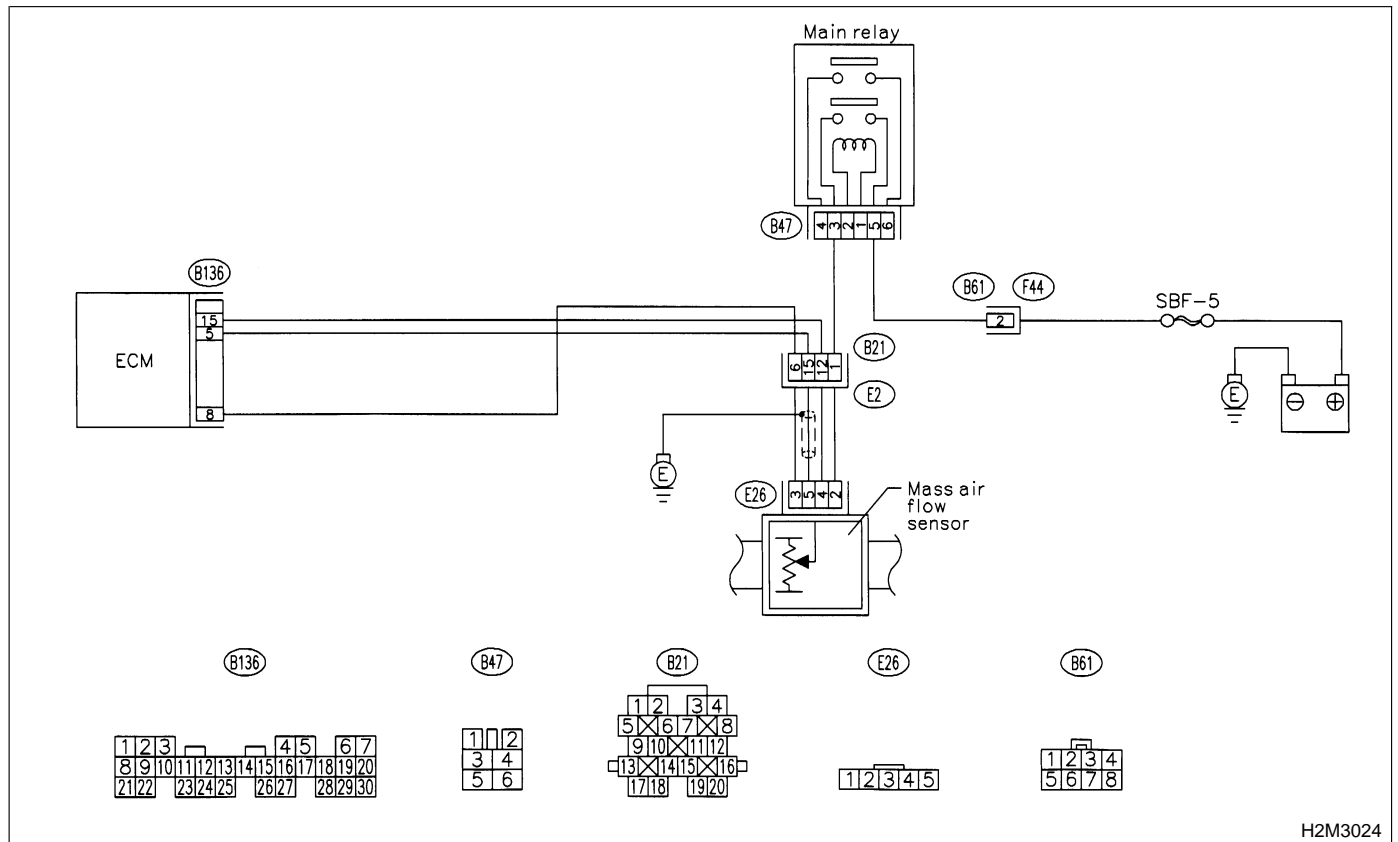 Main relay
B47
4 3 2 1 5 6
B136
B61 F44
SBF-5
15
5
2
ECM
B21
6 15 12 1
E
⊖ ⊕
E2
8
E
E26
3 5 4 2
Mass air
flow
sensor
B136
B47
B21
E26
B61
1 2 3 4 5 6 7
8 9 10 11 12 13 14 15 16 17 18 19 20
21 22 23 24 25 26 27 28 29 30
1 2
3 4
5 6
1 2 3 4
5 6 7 8
9 10 11 12
13 14 15 16
17 18 19 20
1 2 3 4 5
1 2 3 4
5 6 7 8
H2M3024